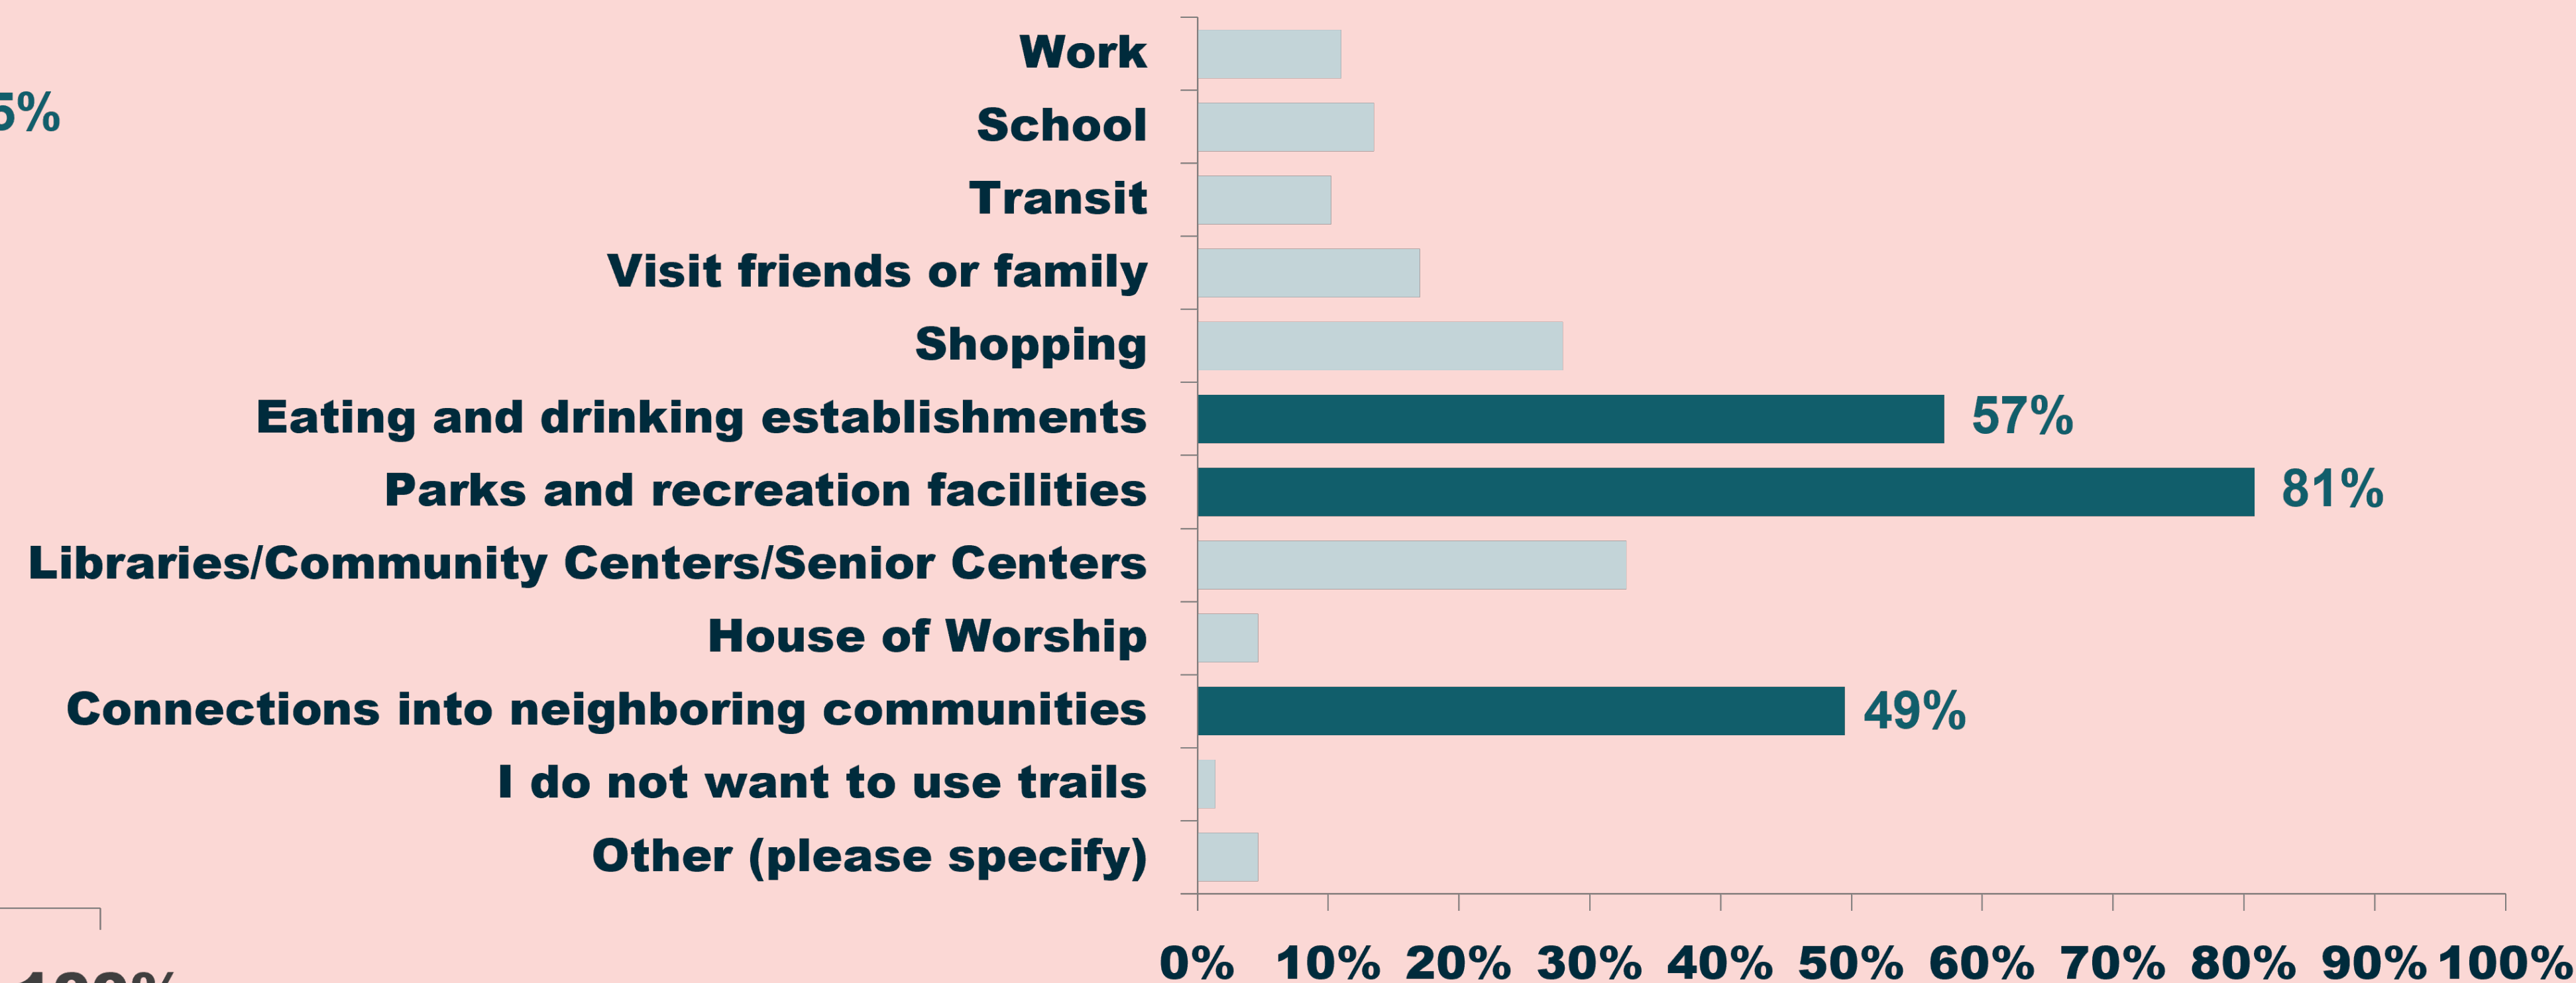 Work
5%
School
Transit
Visit friends or family
Shopping
Eating and drinking establishments 57%
Parks and recreation facilities 81%
Libraries/Community Centers/Senior Centers
House of Worship
Connections into neighboring communities 49%
I do not want to use trails
Other (please specify)
0% 10% 20% 30% 40% 50% 60% 70% 80% 90% 100%